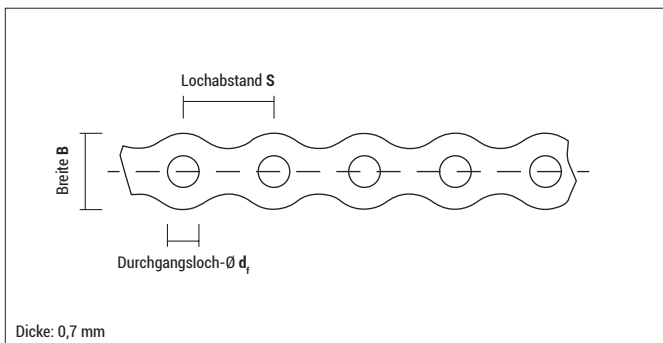 Lochabstand S
Breite B
Durchgangsloch-Ø df
Dicke: 0,7 mm